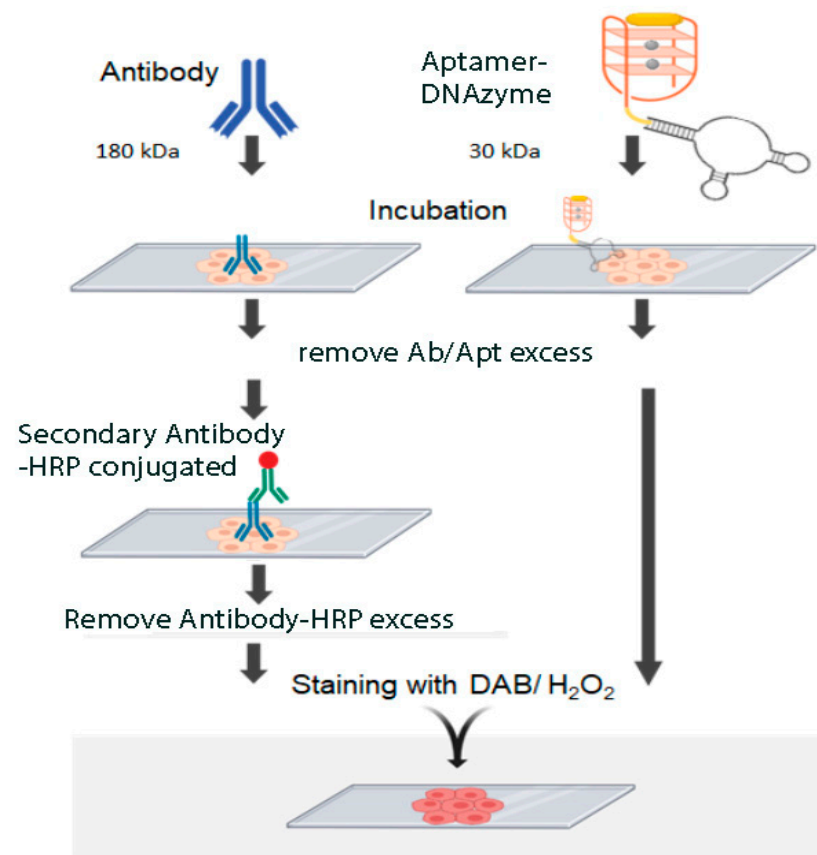 Antibody
Aptamer-
DNAzyme
180 kDa
30 kDa
Incubation
remove Ab/Apt excess
Secondary Antibody
-HRP conjugated
Remove Antibody-HRP excess
Staining with DAB/ H₂O₂